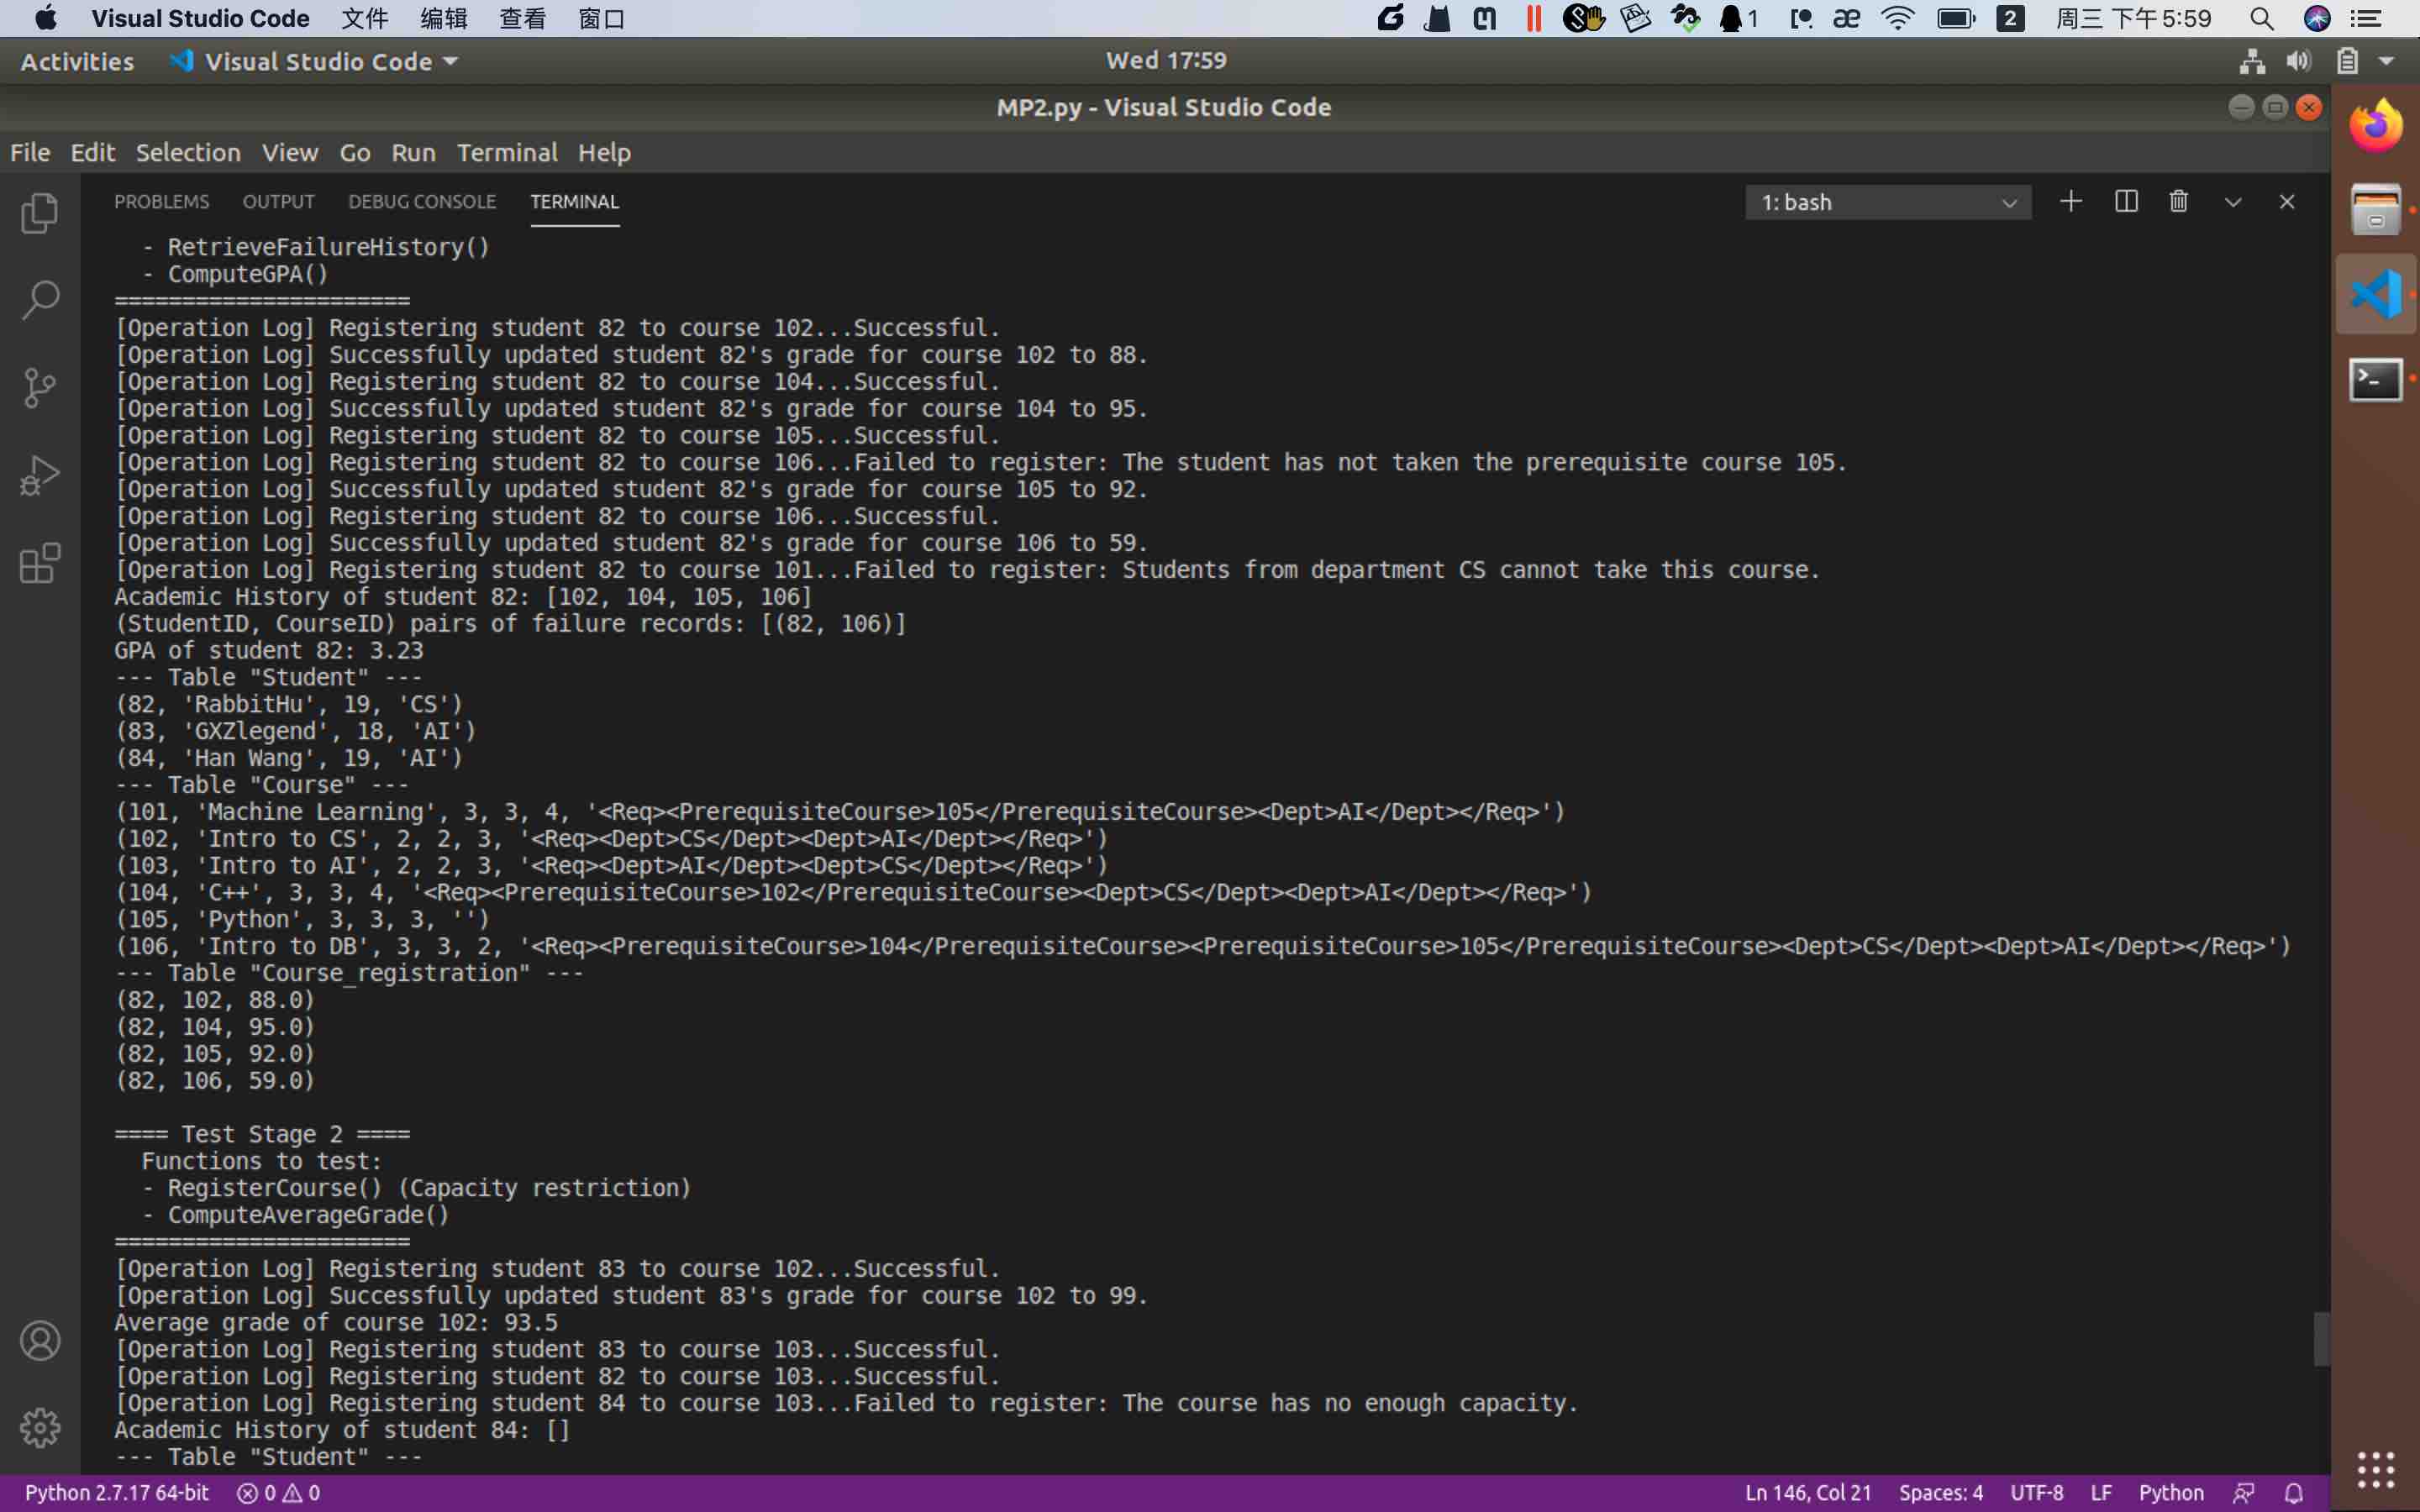 Visual Studio Code 文件 编辑 查看 窗口 1 2 周三 下午 5:59
Activities Visual Studio Code Wed 17:59
MP2.py - Visual Studio Code
File Edit Selection View Go Run Terminal Help
PROBLEMS OUTPUT DEBUG CONSOLE TERMINAL 1: bash
- RetrieveFailureHistory()
- ComputeGPA()
======================
[Operation Log] Registering student 82 to course 102...Successful.
[Operation Log] Successfully updated student 82's grade for course 102 to 88.
[Operation Log] Registering student 82 to course 104...Successful.
[Operation Log] Successfully updated student 82's grade for course 104 to 95.
[Operation Log] Registering student 82 to course 105...Successful.
[Operation Log] Registering student 82 to course 106...Failed to register: The student has not taken the prerequisite course 105.
[Operation Log] Successfully updated student 82's grade for course 105 to 92.
[Operation Log] Registering student 82 to course 106...Successful.
[Operation Log] Successfully updated student 82's grade for course 106 to 59.
[Operation Log] Registering student 82 to course 101...Failed to register: Students from department CS cannot take this course.
Academic History of student 82: [102, 104, 105, 106]
(StudentID, CourseID) pairs of failure records: [(82, 106)]
GPA of student 82: 3.23
--- Table "Student" ---
(82, 'RabbitHu', 19, 'CS')
(83, 'GXZlegend', 18, 'AI')
(84, 'Han Wang', 19, 'AI')
--- Table "Course" ---
(101, 'Machine Learning', 3, 3, 4, '<Req><PrerequisiteCourse>105</PrerequisiteCourse><Dept>AI</Dept></Req>')
(102, 'Intro to CS', 2, 2, 3, '<Req><Dept>CS</Dept><Dept>AI</Dept></Req>')
(103, 'Intro to AI', 2, 2, 3, '<Req><Dept>AI</Dept><Dept>CS</Dept></Req>')
(104, 'C++', 3, 3, 4, '<Req><PrerequisiteCourse>102</PrerequisiteCourse><Dept>CS</Dept><Dept>AI</Dept></Req>')
(105, 'Python', 3, 3, 3, '')
(106, 'Intro to DB', 3, 3, 2, '<Req><PrerequisiteCourse>104</PrerequisiteCourse><PrerequisiteCourse>105</PrerequisiteCourse><Dept>CS</Dept><Dept>AI</Dept></Req>')
--- Table "Course_registration" ---
(82, 102, 88.0)
(82, 104, 95.0)
(82, 105, 92.0)
(82, 106, 59.0)
==== Test Stage 2 ====
Functions to test:
- RegisterCourse() (Capacity restriction)
- ComputeAverageGrade()
======================
[Operation Log] Registering student 83 to course 102...Successful.
[Operation Log] Successfully updated student 83's grade for course 102 to 99.
Average grade of course 102: 93.5
[Operation Log] Registering student 83 to course 103...Successful.
[Operation Log] Registering student 82 to course 103...Successful.
[Operation Log] Registering student 84 to course 103...Failed to register: The course has no enough capacity.
Academic History of student 84: []
--- Table "Student" ---
Python 2.7.17 64-bit 0 0 Ln 146, Col 21 Spaces: 4 UTF-8 LF Python